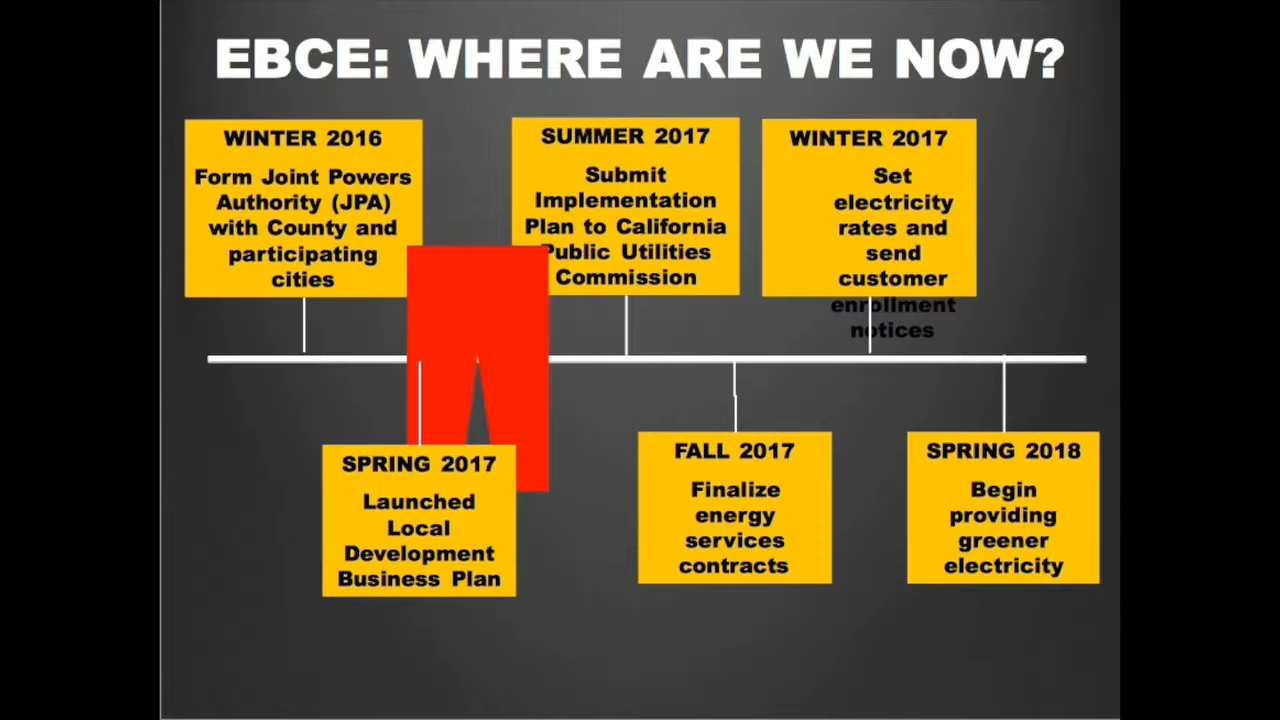 EBCE: WHERE ARE WE NOW?
WINTER 2016
Form Joint Powers
Authority (JPA)
with County and
participating
cities
SUMMER 2017
Submit
Implementation
Plan to California
Public Utilities
Commission
WINTER 2017
Set
electricity
rates and
send
customer
enrollment
notices
SPRING 2017
Launched
Local
Development
Business Plan
FALL 2017
Finalize
energy
services
contracts
SPRING 2018
Begin
providing
greener
electricity